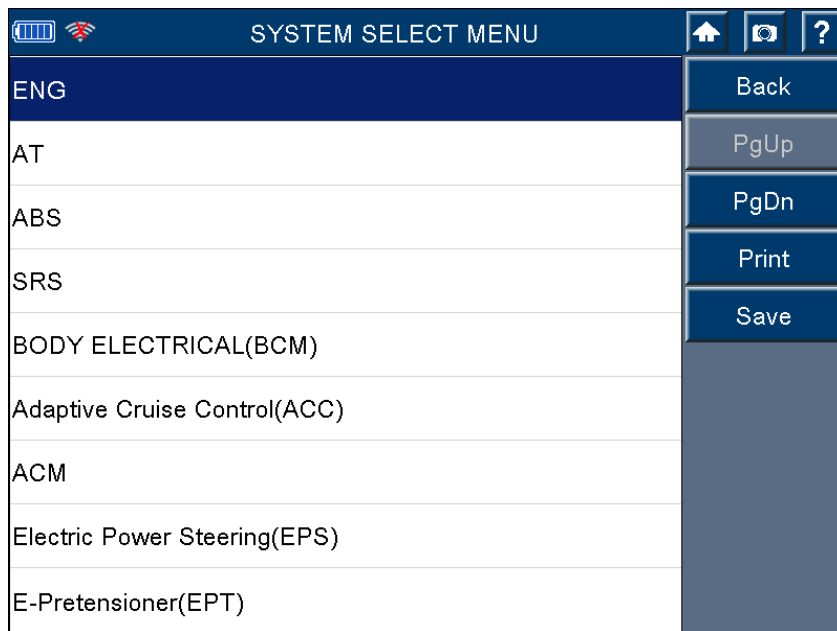 SYSTEM SELECT MENU
?
ENG
AT
ABS
SRS
BODY ELECTRICAL(BCM)
Adaptive Cruise Control(ACC)
ACM
Electric Power Steering(EPS)
E-Pretensioner(EPT)
Back
PgUp
PgDn
Print
Save